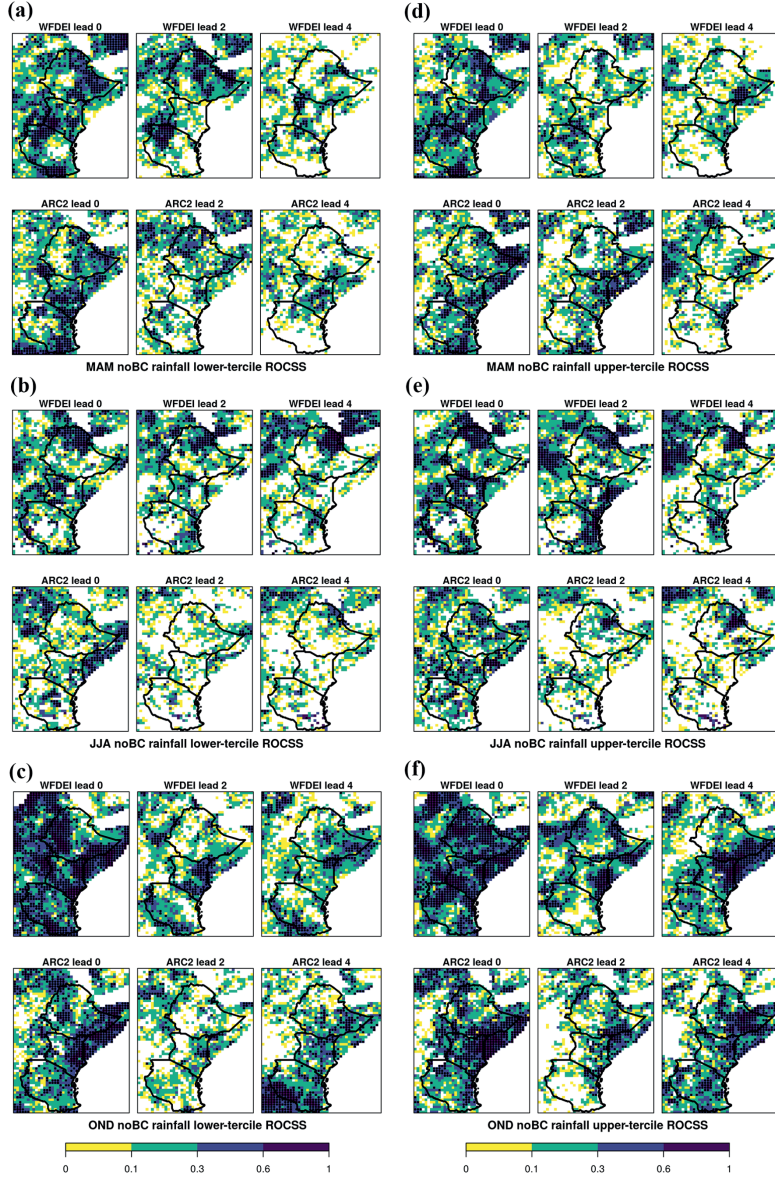 (a)
WFDEI lead 0 WFDEI lead 2 WFDEI lead 4
ARC2 lead 0 ARC2 lead 2 ARC2 lead 4
MAM noBC rainfall lower-tercile ROCSS
(b)
WFDEI lead 0 WFDEI lead 2 WFDEI lead 4
ARC2 lead 0 ARC2 lead 2 ARC2 lead 4
JJA noBC rainfall lower-tercile ROCSS
(c)
WFDEI lead 0 WFDEI lead 2 WFDEI lead 4
ARC2 lead 0 ARC2 lead 2 ARC2 lead 4
OND noBC rainfall lower-tercile ROCSS
0 0.1 0.3 0.6 1
(d)
WFDEI lead 0 WFDEI lead 2 WFDEI lead 4
ARC2 lead 0 ARC2 lead 2 ARC2 lead 4
MAM noBC rainfall upper-tercile ROCSS
(e)
WFDEI lead 0 WFDEI lead 2 WFDEI lead 4
ARC2 lead 0 ARC2 lead 2 ARC2 lead 4
JJA noBC rainfall upper-tercile ROCSS
(f)
WFDEI lead 0 WFDEI lead 2 WFDEI lead 4
ARC2 lead 0 ARC2 lead 2 ARC2 lead 4
OND noBC rainfall upper-tercile ROCSS
0 0.1 0.3 0.6 1